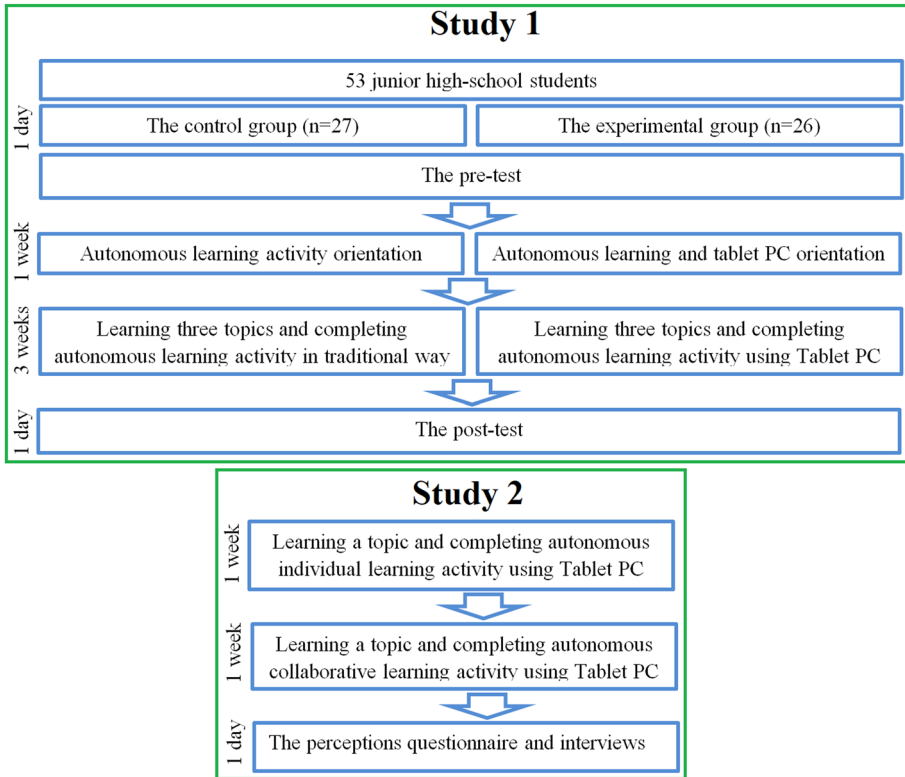 Study 1
53 junior high-school students
1 day
The control group (n=27)
The experimental group (n=26)
The pre-test
1 week
Autonomous learning activity orientation
Autonomous learning and tablet PC orientation
3 weeks
Learning three topics and completing
autonomous learning activity in traditional way
Learning three topics and completing
autonomous learning activity using Tablet PC
1 day
The post-test
Study 2
1 week
Learning a topic and completing autonomous
individual learning activity using Tablet PC
1 week
Learning a topic and completing autonomous
collaborative learning activity using Tablet PC
1 day
The perceptions questionnaire and interviews